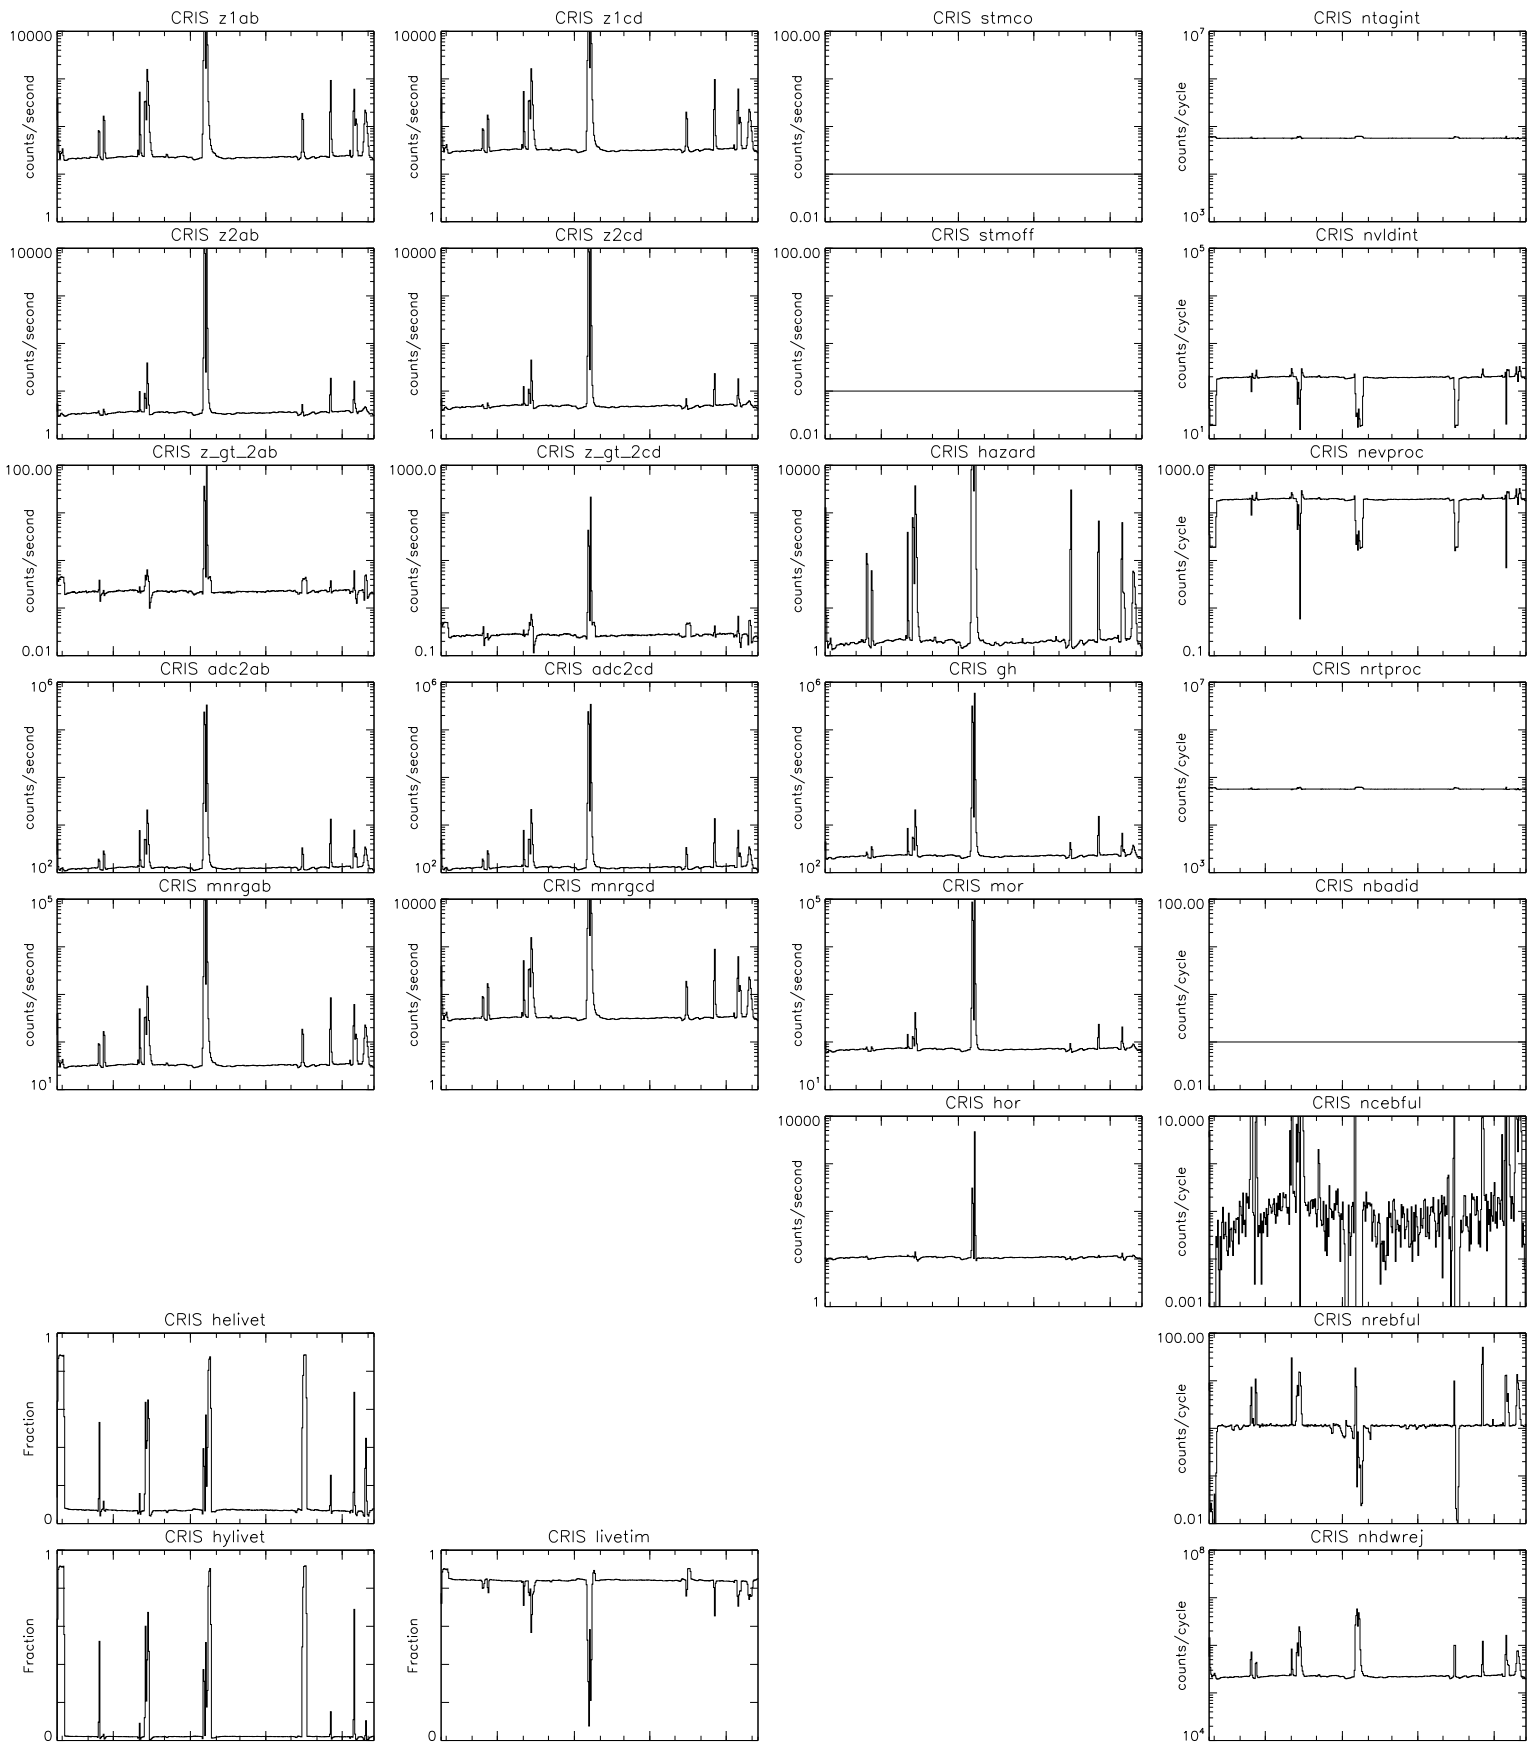 CRIS z1ab
10000
counts/second
1
CRIS z1cd
10000
counts/second
1
CRIS stmco
100.00
counts/second
0.01
CRIS ntagint
10^7
counts/cycle
10^3
CRIS z2ab
10000
counts/second
1
CRIS z2cd
10000
counts/second
1
CRIS stmoff
100.00
counts/second
0.01
CRIS nvldint
10^5
counts/cycle
10^1
CRIS z_gt_2ab
100.00
counts/second
0.01
CRIS z_gt_2cd
1000.0
counts/second
0.1
CRIS hazard
10000
counts/second
1
CRIS nevproc
1000.0
counts/cycle
0.1
CRIS adc2ab
10^6
counts/second
10^2
CRIS adc2cd
10^6
counts/second
10^2
CRIS gh
10^6
counts/second
10^2
CRIS nrtproc
10^7
counts/cycle
10^3
CRIS mnrgab
10^5
counts/second
10^1
CRIS mnrgcd
10000
counts/second
1
CRIS mor
10^5
counts/second
10^1
CRIS nbadid
100.00
counts/cycle
0.01
CRIS hor
10000
counts/second
1
CRIS ncebful
10.000
counts/cycle
0.001
CRIS helivet
1
Fraction
0
CRIS nrebful
100.00
counts/cycle
0.01
CRIS hylivet
1
Fraction
0
CRIS livetim
1
Fraction
0
CRIS nhdwrej
10^8
counts/cycle
10^4